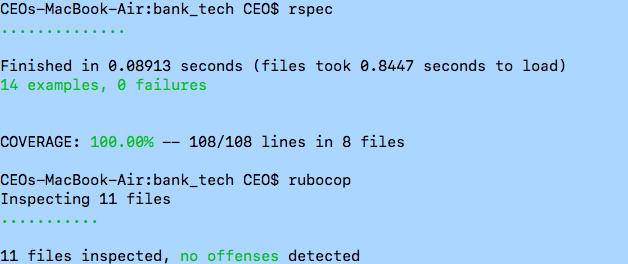 CEOs-MacBook-Air:bank_tech CEO$ rspec
..............
Finished in 0.08913 seconds (files took 0.8447 seconds to load)
14 examples, 0 failures
COVERAGE: 100.00% -- 108/108 lines in 8 files
CEOs-MacBook-Air:bank_tech CEO$ rubocop
Inspecting 11 files
...........
11 files inspected, no offenses detected